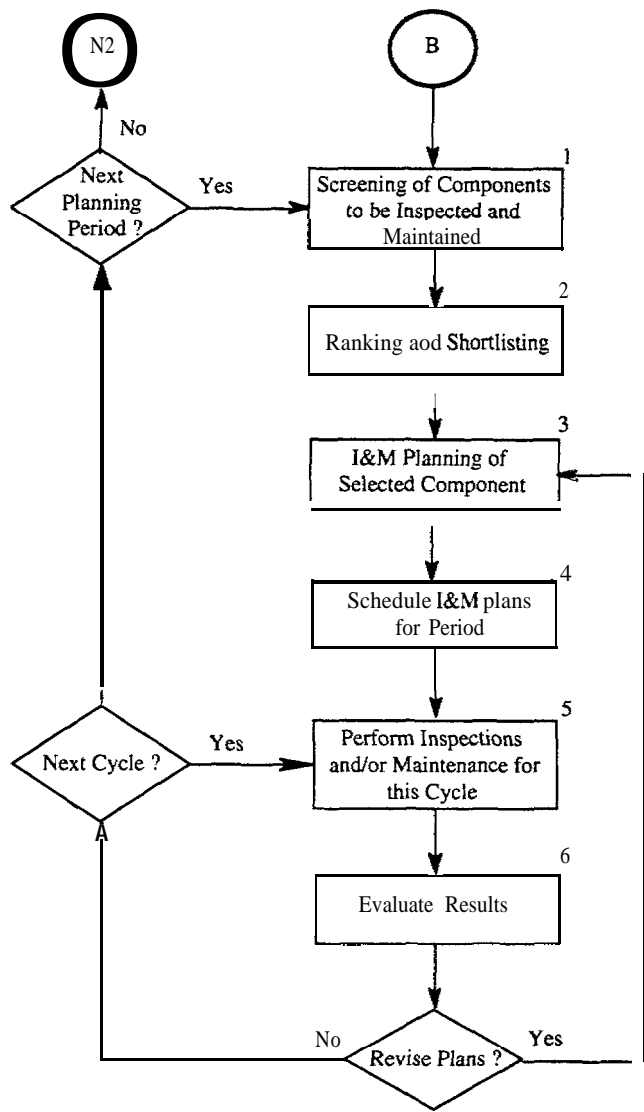 N2
B
No
1
Next
Planning
Period ?
Yes
Screening of Components
to be Inspected and
Maintained
2
Ranking aod Shortlisting
3
I&M Planning of
Selected Component
4
Schedule I&M plans
for Period
5
Next Cycle ?
Yes
Perform Inspections
and/or Maintenance for
this Cycle
6
Evaluate Results
No
Revise Plans ?
Yes